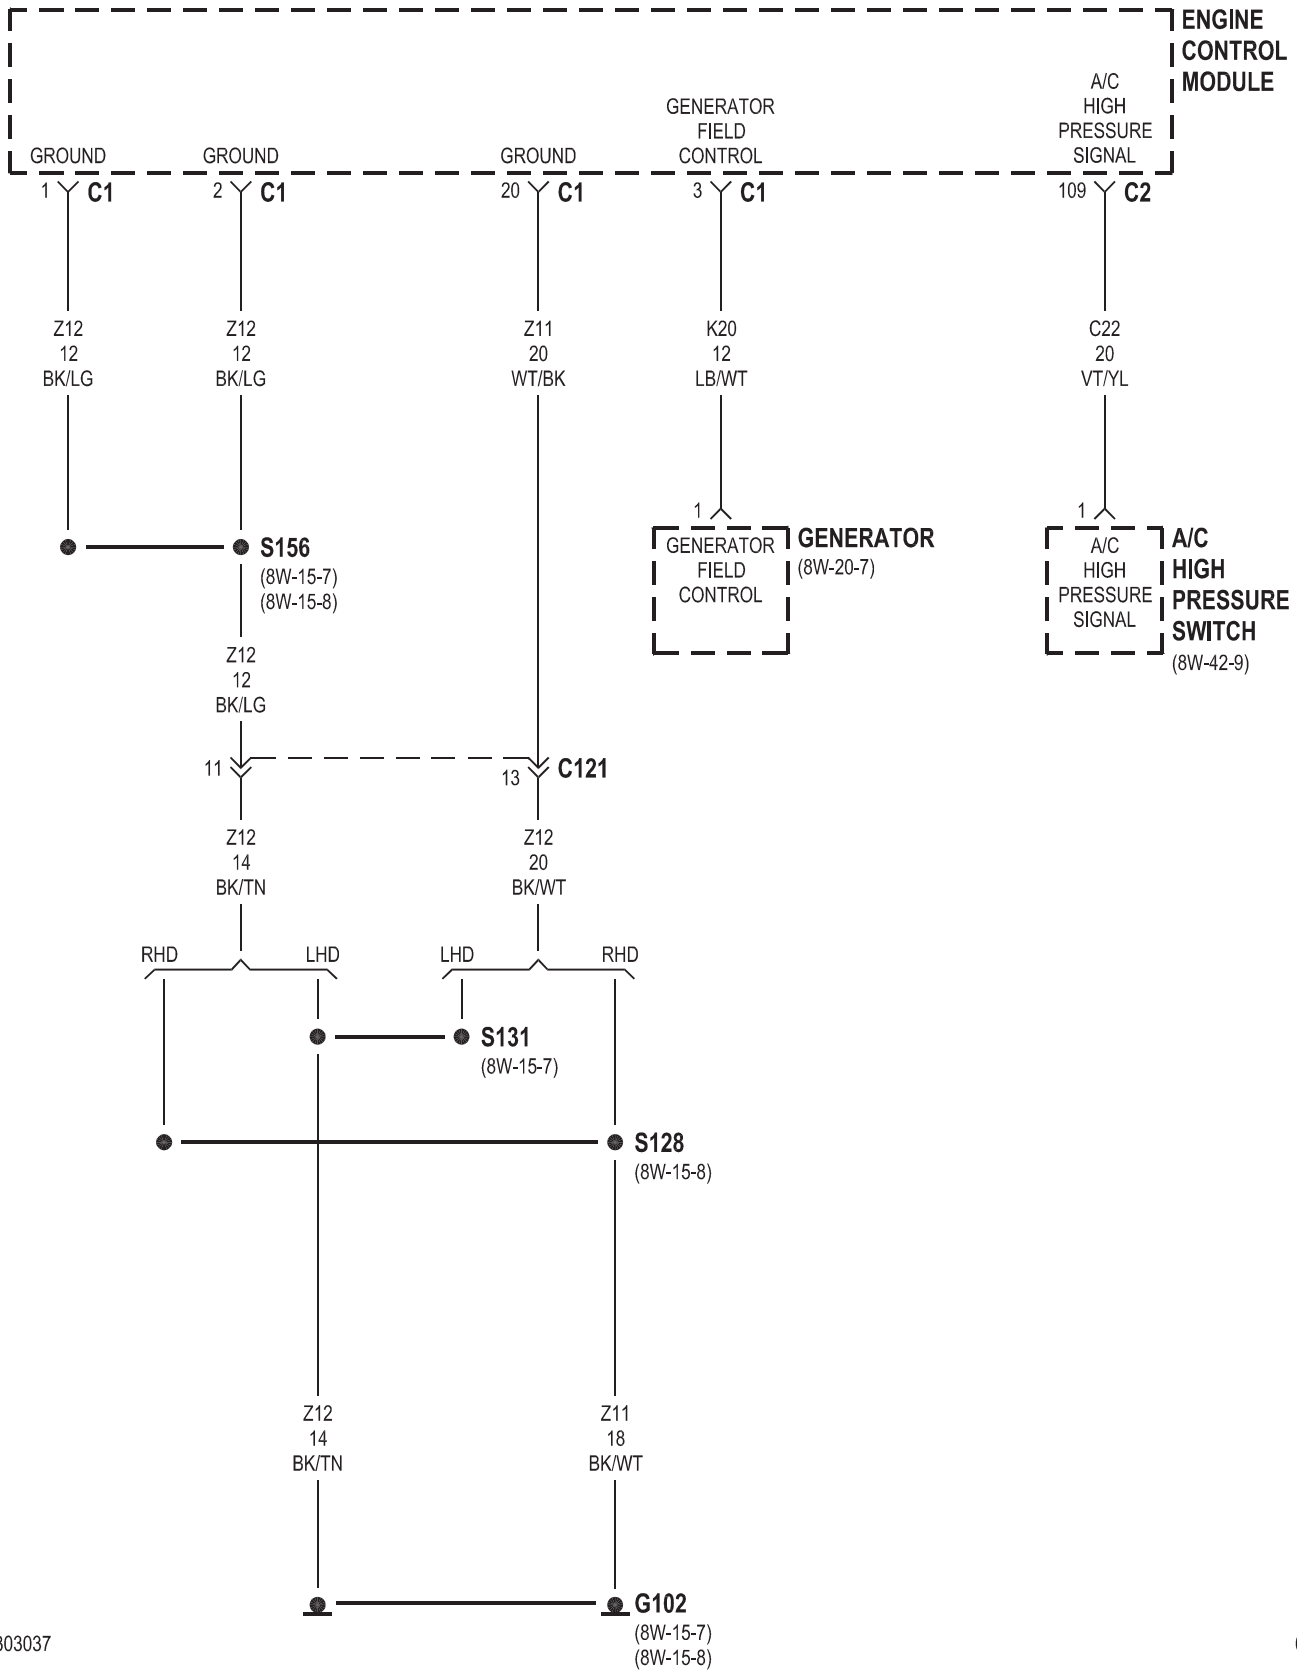 ENGINE
CONTROL
MODULE
A/C
HIGH
PRESSURE
SIGNAL
GENERATOR
FIELD
CONTROL
GROUND
GROUND
GROUND
1 C1
2 C1
20 C1
3 C1
109 C2
Z12
12
BK/LG
Z12
12
BK/LG
Z11
20
WT/BK
K20
12
LB/WT
C22
20
VT/YL
S156
(8W-15-7)
(8W-15-8)
1
GENERATOR
FIELD
CONTROL
GENERATOR
(8W-20-7)
1
A/C
HIGH
PRESSURE
SIGNAL
A/C
HIGH
PRESSURE
SWITCH
(8W-42-9)
Z12
12
BK/LG
11
13
C121
Z12
14
BK/TN
Z12
20
BK/WT
RHD
LHD
LHD
RHD
S131
(8W-15-7)
S128
(8W-15-8)
Z12
14
BK/TN
Z11
18
BK/WT
G102
(8W-15-7)
(8W-15-8)
03037